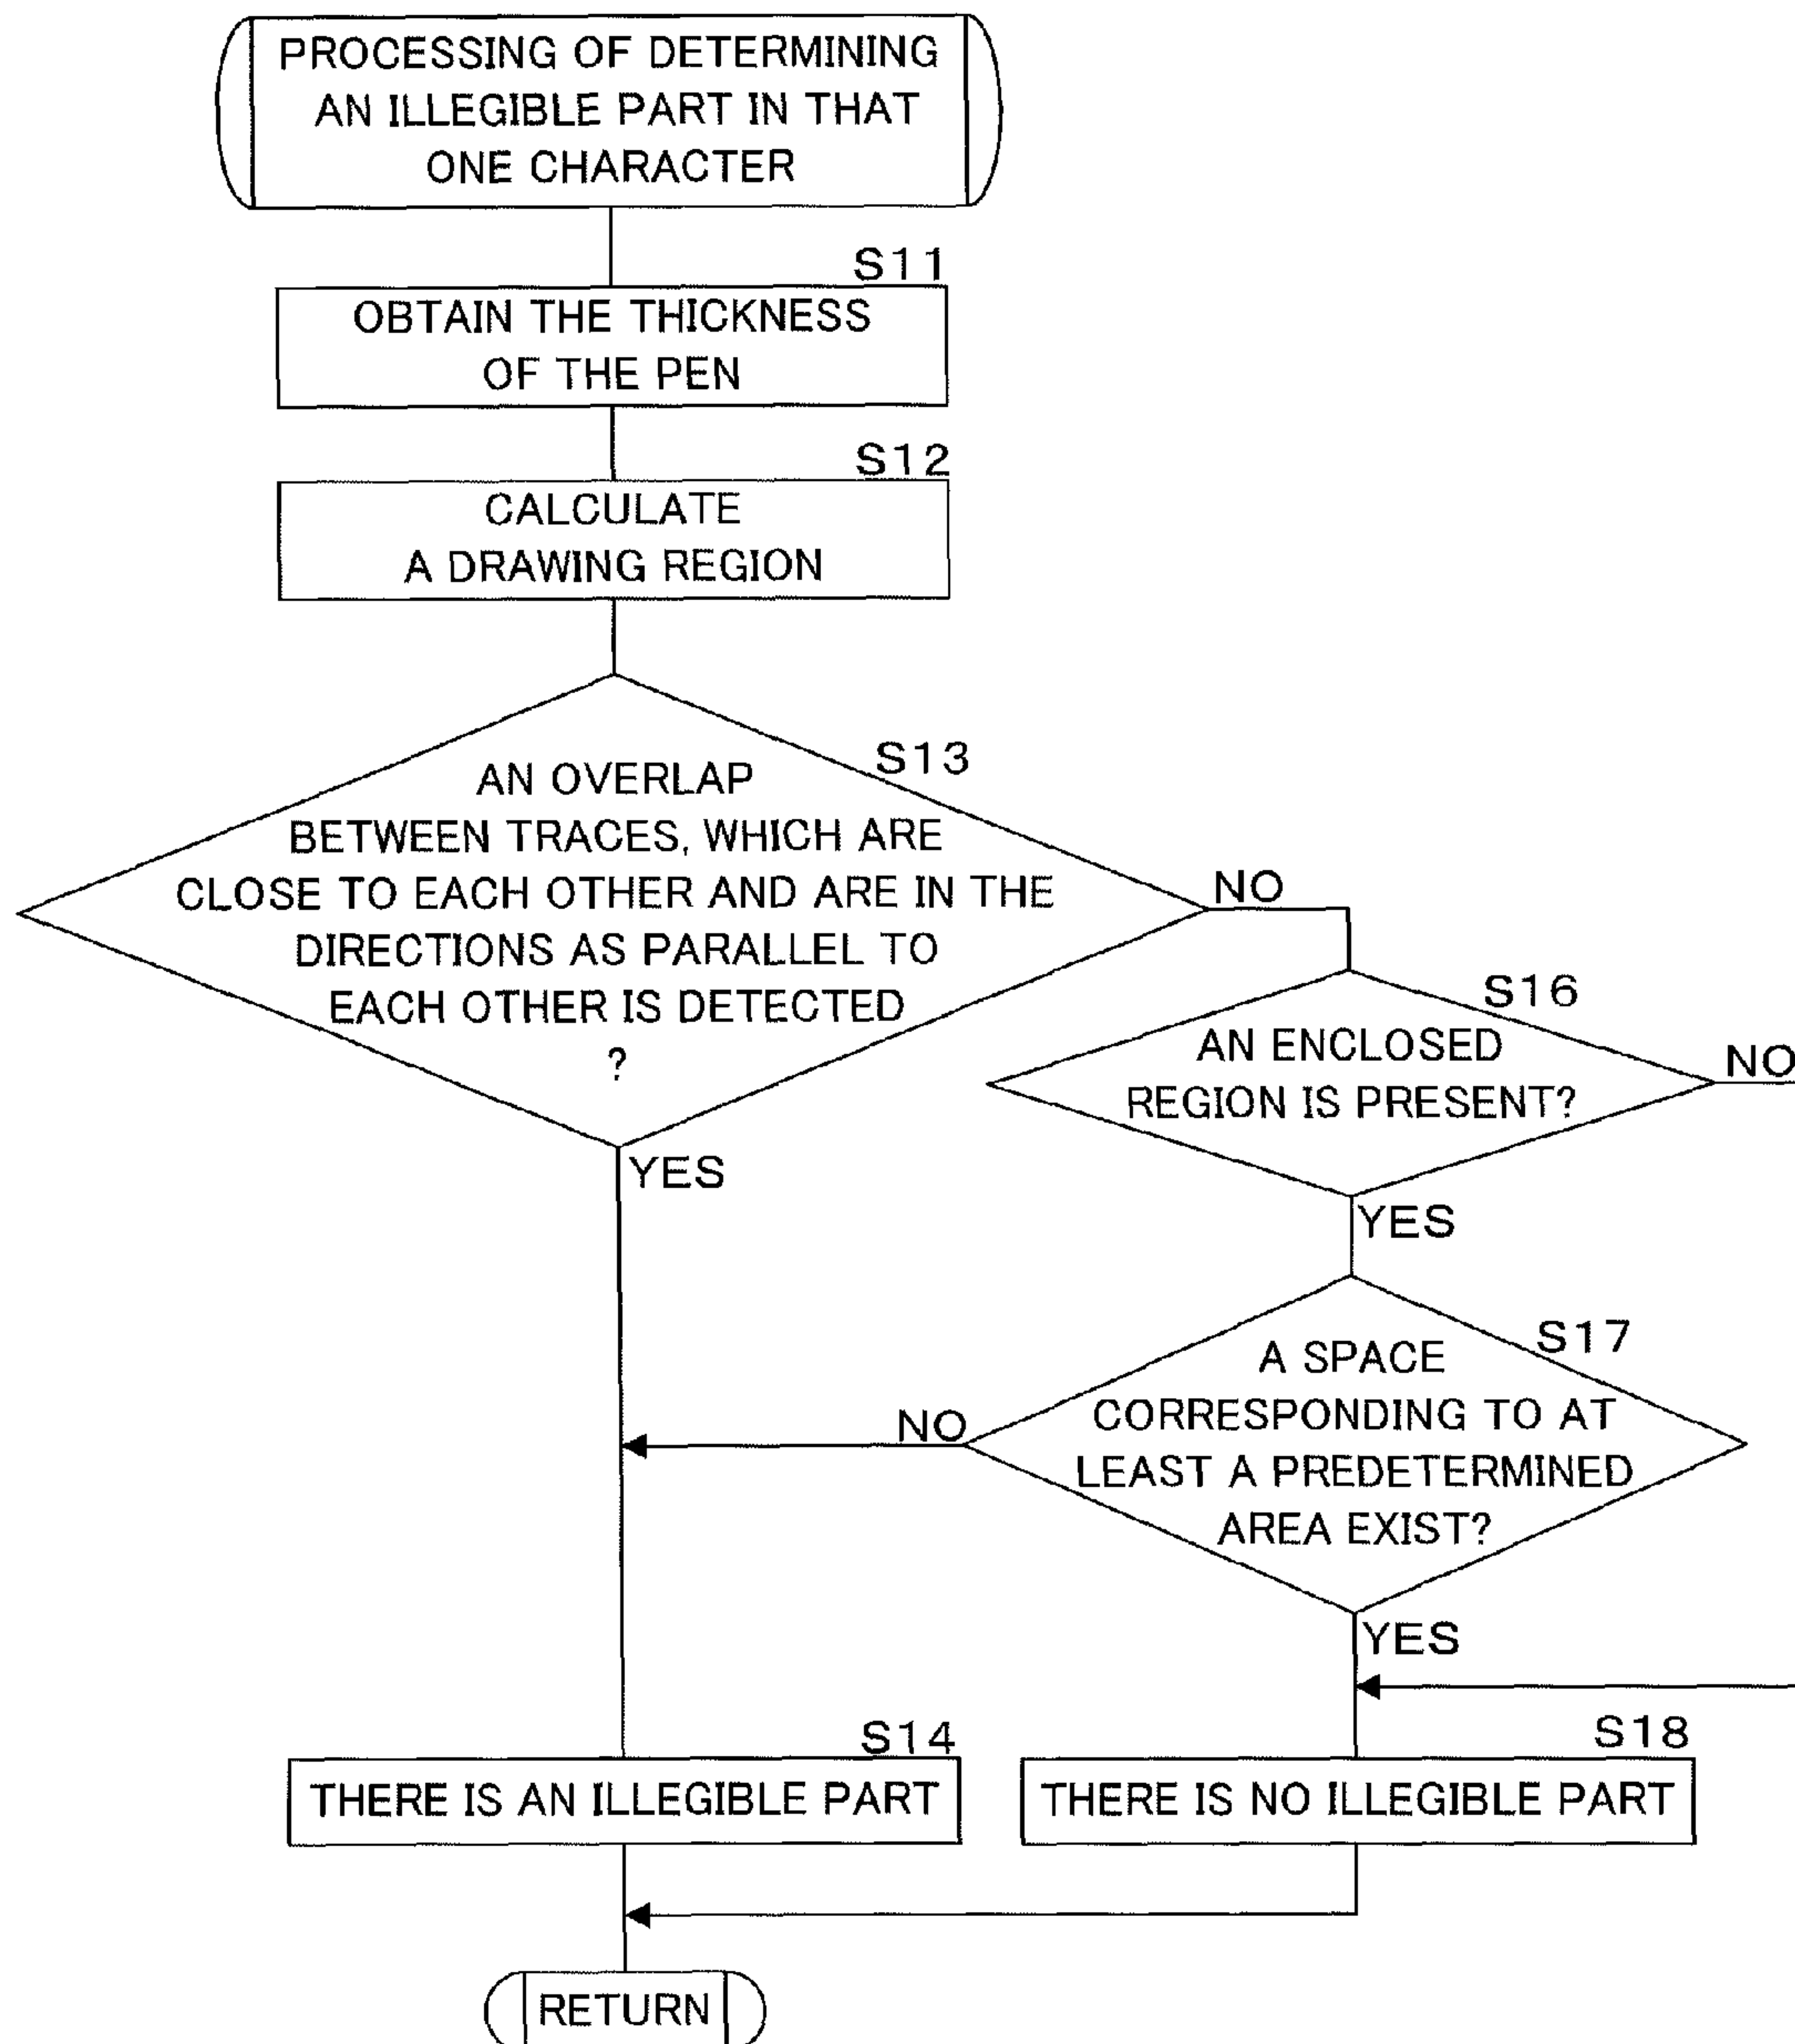 PROCESSING OF DETERMINING
AN ILLEGIBLE PART IN THAT
ONE CHARACTER
S11
OBTAIN THE THICKNESS
OF THE PEN
S12
CALCULATE
A DRAWING REGION
S13
AN OVERLAP
BETWEEN TRACES, WHICH ARE
CLOSE TO EACH OTHER AND ARE IN THE
DIRECTIONS AS PARALLEL TO
EACH OTHER IS DETECTED
?
NO
YES
S16
AN ENCLOSED
REGION IS PRESENT?
NO
YES
S17
A SPACE
CORRESPONDING TO AT
LEAST A PREDETERMINED
AREA EXIST?
NO
YES
S14
THERE IS AN ILLEGIBLE PART
S18
THERE IS NO ILLEGIBLE PART
RETURN